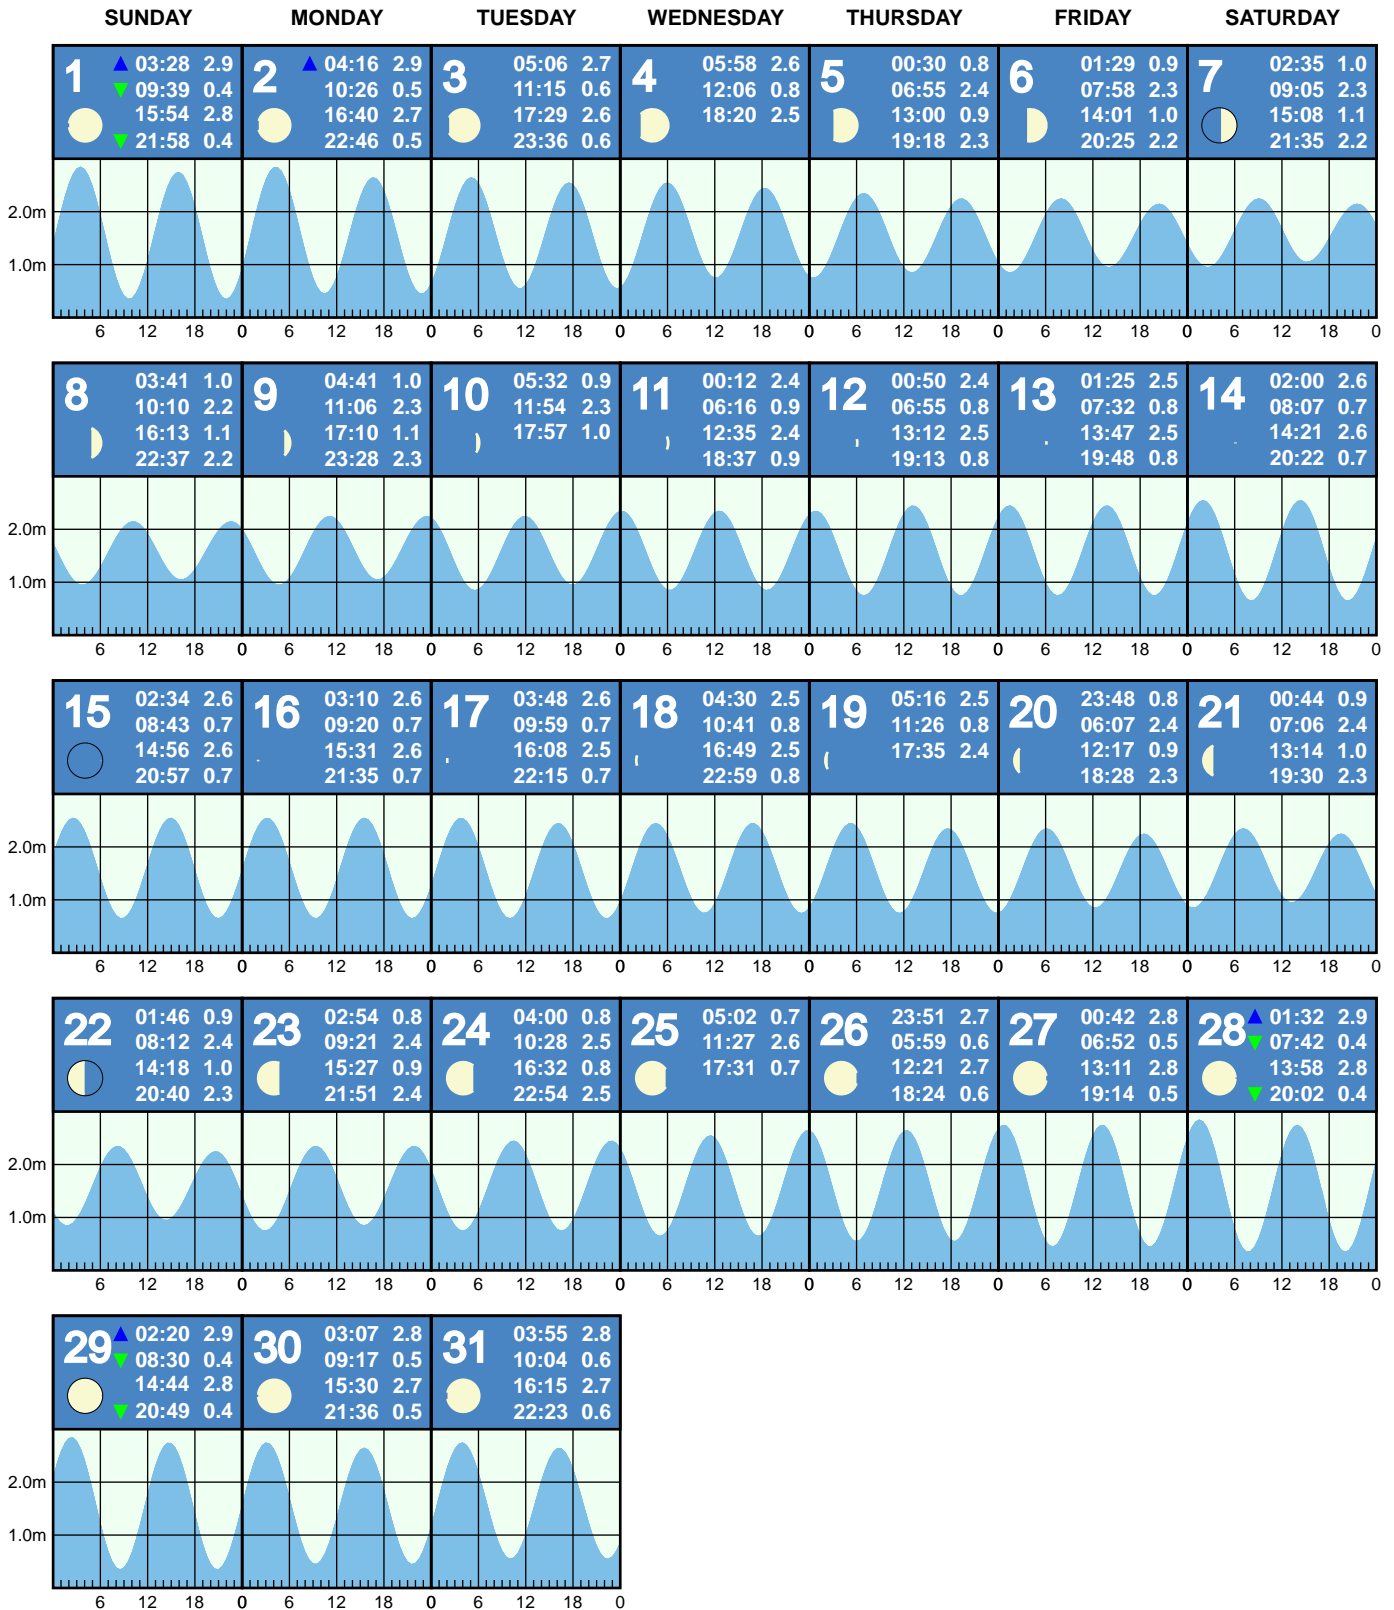 SUNDAY MONDAY TUESDAY WEDNESDAY THURSDAY FRIDAY SATURDAY
1 03:28 2.9
09:39 0.4
15:54 2.8
21:58 0.4
2 04:16 2.9
10:26 0.5
16:40 2.7
22:46 0.5
3 05:06 2.7
11:15 0.6
17:29 2.6
23:36 0.6
4 05:58 2.6
12:06 0.8
18:20 2.5
5 00:30 0.8
06:55 2.4
13:00 0.9
19:18 2.3
6 01:29 0.9
07:58 2.3
14:01 1.0
20:25 2.2
7 02:35 1.0
09:05 2.3
15:08 1.1
21:35 2.2
2.0m
1.0m
6 12 18 0 6 12 18 0 6 12 18 0 6 12 18 0 6 12 18 0 6 12 18 0 6 12 18 0
8 03:41 1.0
10:10 2.2
16:13 1.1
22:37 2.2
9 04:41 1.0
11:06 2.3
17:10 1.1
23:28 2.3
10 05:32 0.9
11:54 2.3
17:57 1.0
11 00:12 2.4
06:16 0.9
12:35 2.4
18:37 0.9
12 00:50 2.4
06:55 0.8
13:12 2.5
19:13 0.8
13 01:25 2.5
07:32 0.8
13:47 2.5
19:48 0.8
14 02:00 2.6
08:07 0.7
14:21 2.6
20:22 0.7
2.0m
1.0m
6 12 18 0 6 12 18 0 6 12 18 0 6 12 18 0 6 12 18 0 6 12 18 0 6 12 18 0
15 02:34 2.6
08:43 0.7
14:56 2.6
20:57 0.7
16 03:10 2.6
09:20 0.7
15:31 2.6
21:35 0.7
17 03:48 2.6
09:59 0.7
16:08 2.5
22:15 0.7
18 04:30 2.5
10:41 0.8
16:49 2.5
22:59 0.8
19 05:16 2.5
11:26 0.8
17:35 2.4
20 23:48 0.8
06:07 2.4
12:17 0.9
18:28 2.3
21 00:44 0.9
07:06 2.4
13:14 1.0
19:30 2.3
2.0m
1.0m
6 12 18 0 6 12 18 0 6 12 18 0 6 12 18 0 6 12 18 0 6 12 18 0 6 12 18 0
22 01:46 0.9
08:12 2.4
14:18 1.0
20:40 2.3
23 02:54 0.8
09:21 2.4
15:27 0.9
21:51 2.4
24 04:00 0.8
10:28 2.5
16:32 0.8
22:54 2.5
25 05:02 0.7
11:27 2.6
17:31 0.7
26 23:51 2.7
05:59 0.6
12:21 2.7
18:24 0.6
27 00:42 2.8
06:52 0.5
13:11 2.8
19:14 0.5
28 01:32 2.9
07:42 0.4
13:58 2.8
20:02 0.4
2.0m
1.0m
6 12 18 0 6 12 18 0 6 12 18 0 6 12 18 0 6 12 18 0 6 12 18 0 6 12 18 0
29 02:20 2.9
08:30 0.4
14:44 2.8
20:49 0.4
30 03:07 2.8
09:17 0.5
15:30 2.7
21:36 0.5
31 03:55 2.8
10:04 0.6
16:15 2.7
22:23 0.6
2.0m
1.0m
6 12 18 0 6 12 18 0 6 12 18 0